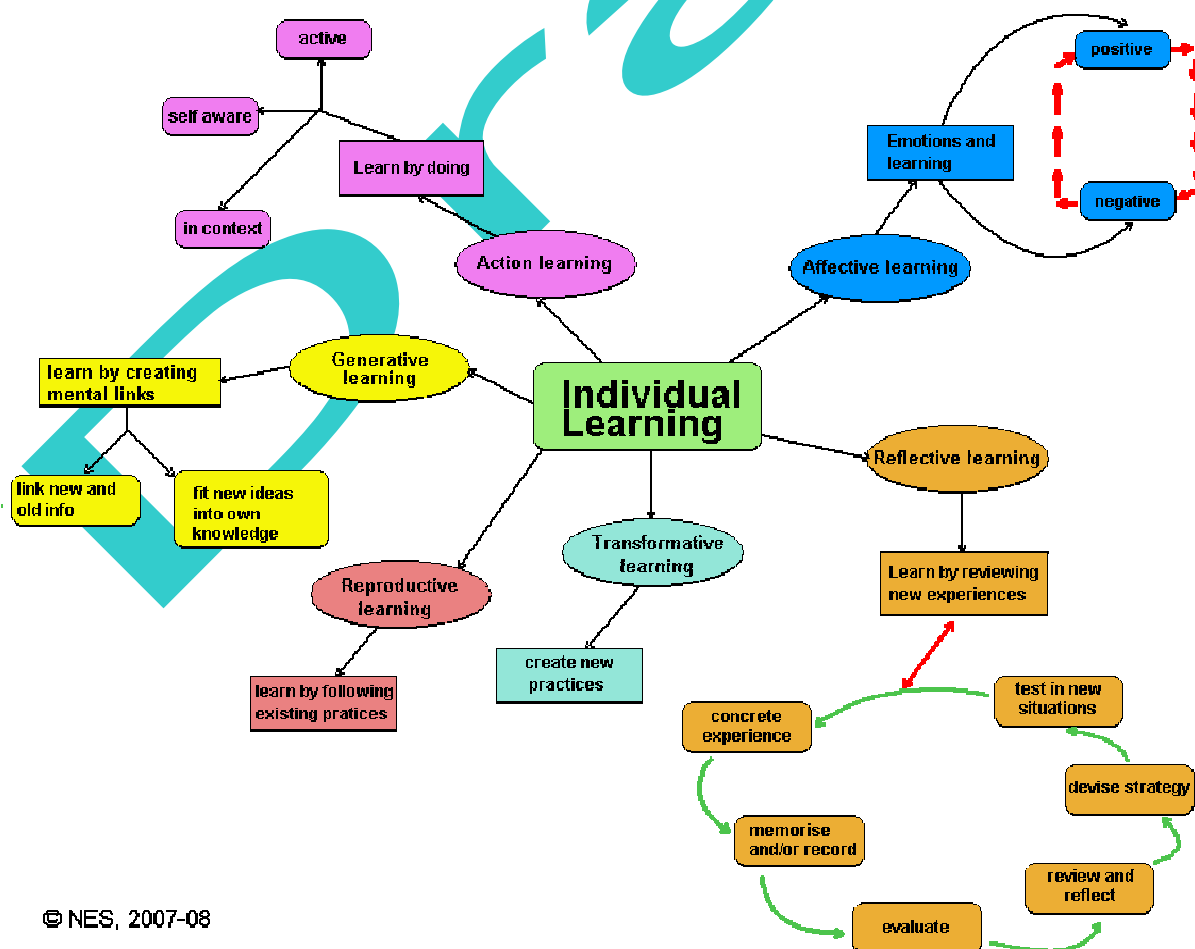 active
positive
self aware
Learn by doing
Emotions and
learning
negative
in context
Action learning
Affective learning
Generative
learning
learn by creating
mental links
Individual
Learning
Reflective learning
link new and
old info
fit new ideas
into own
knowledge
Transformative
learning
Reproductive
learning
Learn by reviewing
new experiences
create new
practices
learn by following
existing pratices
test in new
situations
concrete
experience
devise strategy
memorise
and/or record
review and
reflect
evaluate
© NES, 2007-08